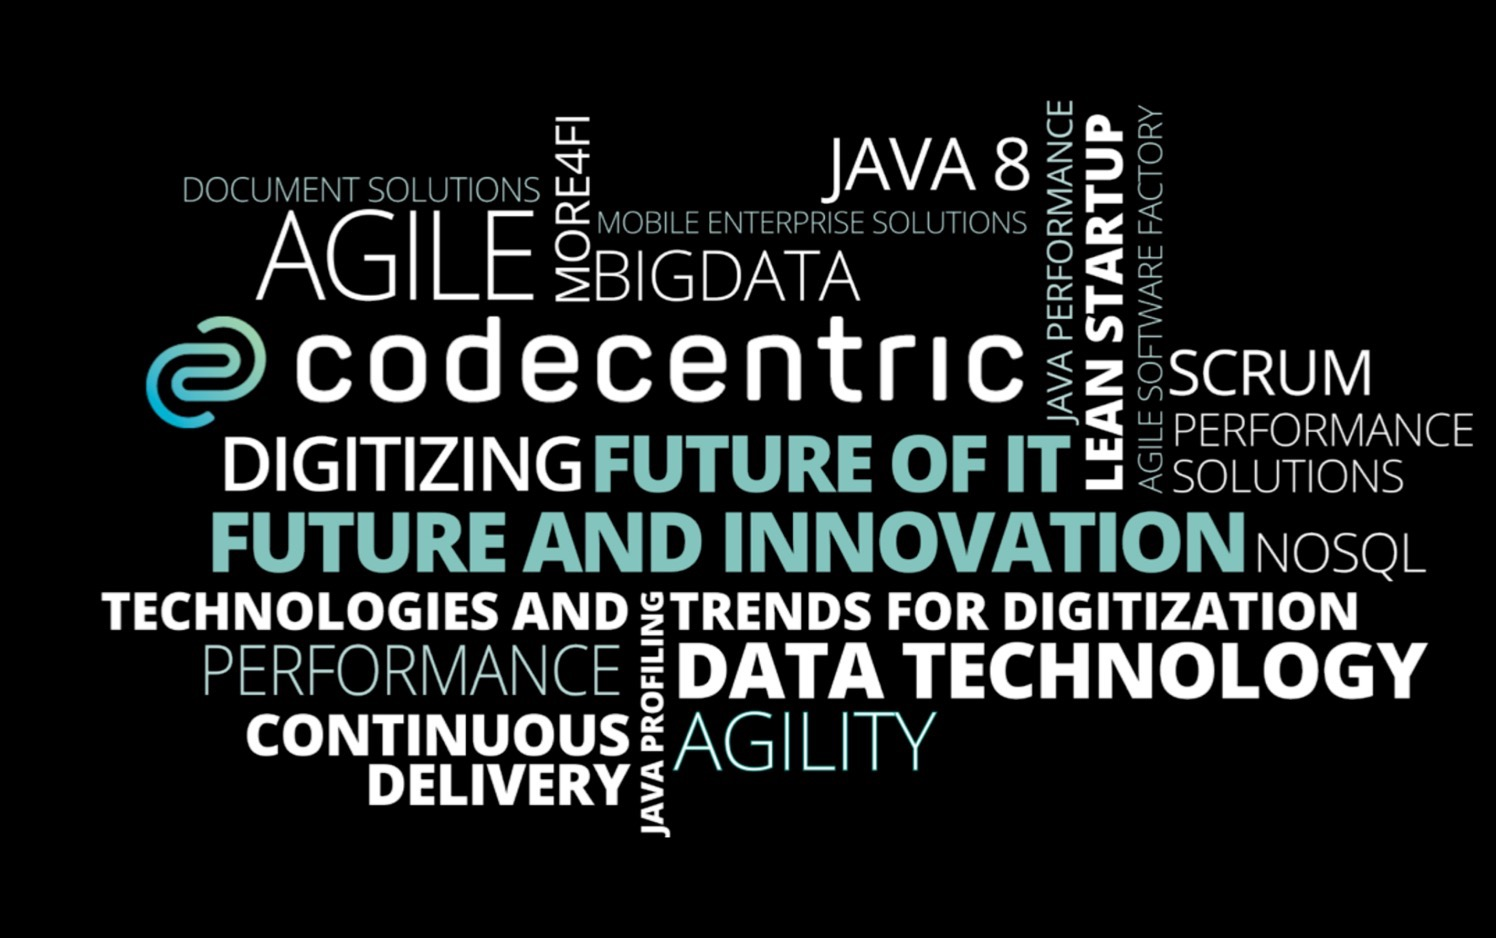 DOCUMENT SOLUTIONS
AGILE
MORE4FI
JAVA 8
MOBILE ENTERPRISE SOLUTIONS
BIGDATA
JAVA PERFORMANCE
LEAN STARTUP
AGILE SOFTWARE FACTORY
codecentric
SCRUM
PERFORMANCE
SOLUTIONS
DIGITIZING
FUTURE OF IT
FUTURE AND INNOVATION
NOSQL
TECHNOLOGIES AND
TRENDS FOR DIGITIZATION
JAVA PROFILING
PERFORMANCE
DATA TECHNOLOGY
CONTINUOUS
DELIVERY
AGILITY